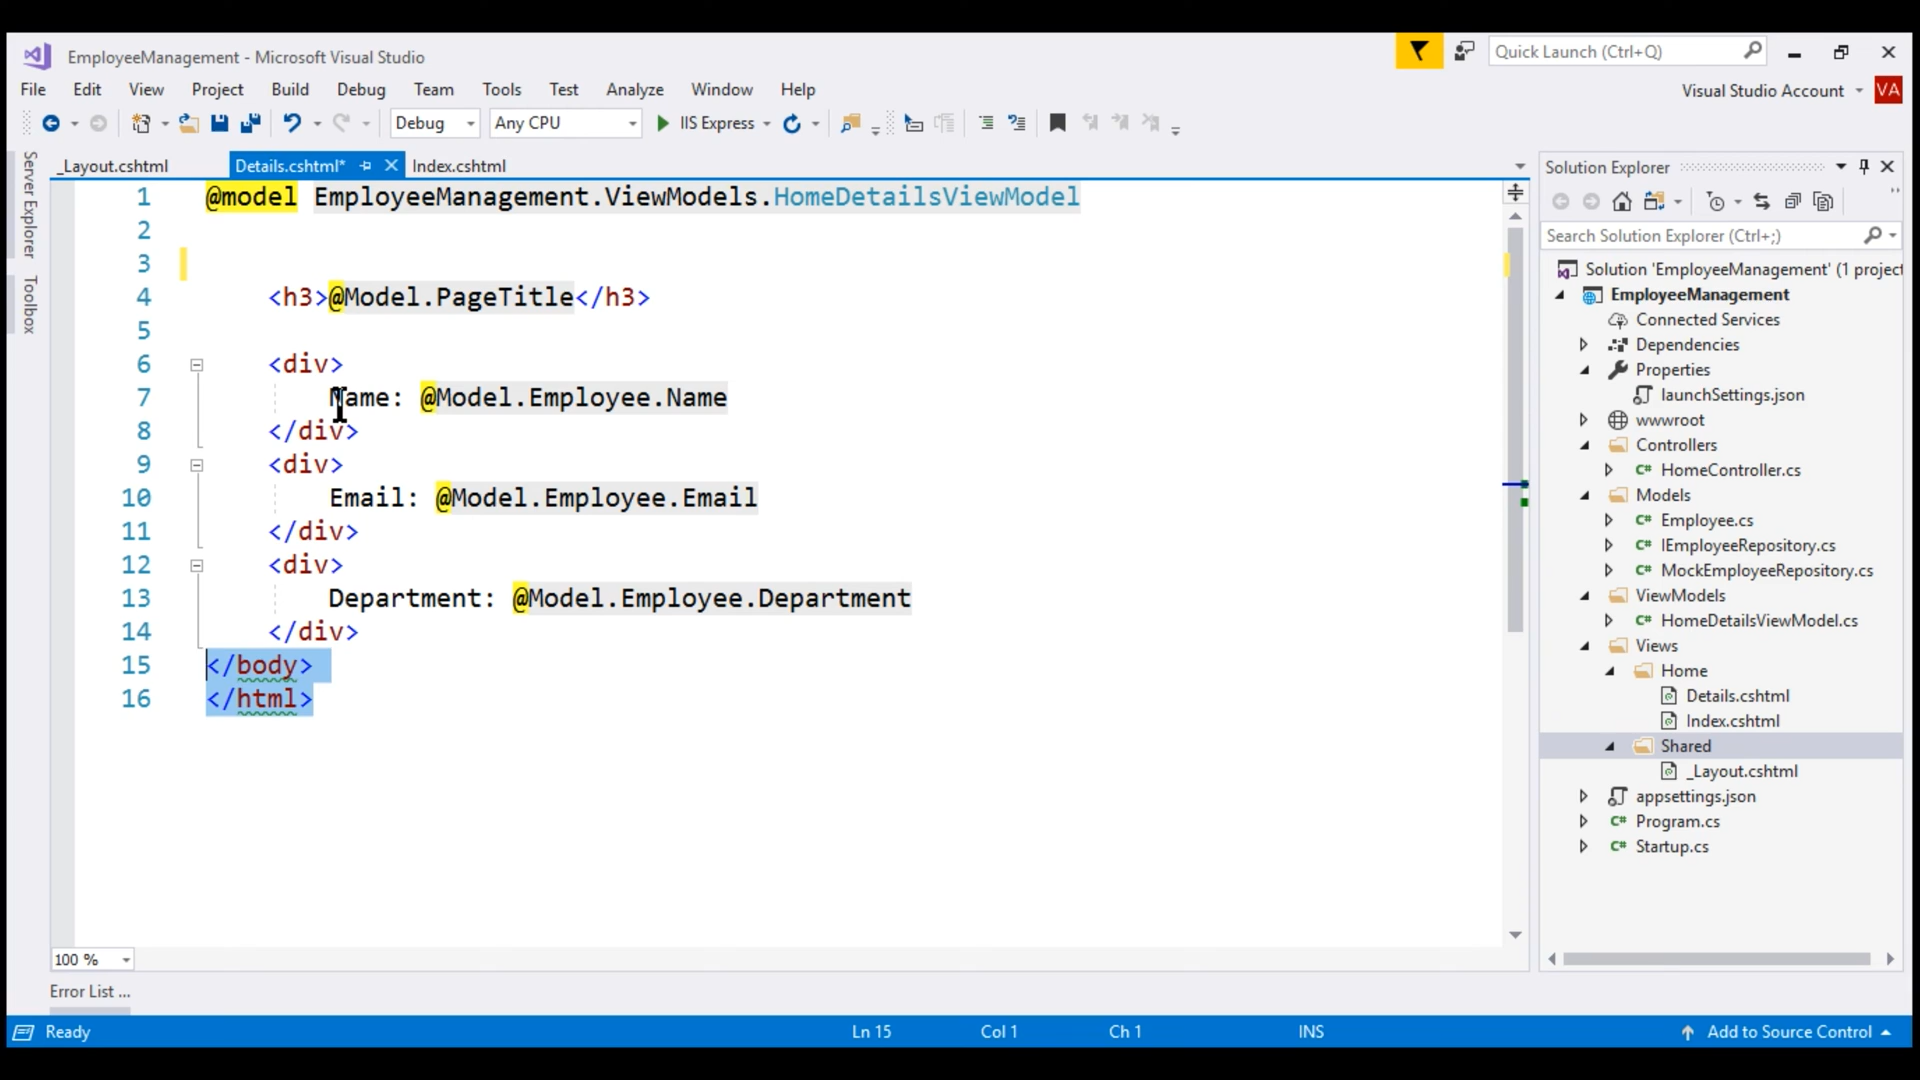 EmployeeManagement - Microsoft Visual Studio
Quick Launch (Ctrl+Q)
File Edit View Project Build Debug Team Tools Test Analyze Window Help
Visual Studio Account VA
Debug Any CPU IIS Express
Server Explorer
Toolbox
_Layout.cshtml Details.cshtml* Index.cshtml
1 @model EmployeeManagement.ViewModels.HomeDetailsViewModel
2
3
4 <h3>@Model.PageTitle</h3>
5
6 <div>
7 Name: @Model.Employee.Name
8 </div>
9 <div>
10 Email: @Model.Employee.Email
11 </div>
12 <div>
13 Department: @Model.Employee.Department
14 </div>
15 </body>
16 </html>
100 %
Error List ...
Solution Explorer
Search Solution Explorer (Ctrl+;)
Solution 'EmployeeManagement' (1 project
EmployeeManagement
Connected Services
Dependencies
Properties
launchSettings.json
wwwroot
Controllers
C# HomeController.cs
Models
C# Employee.cs
C# IEmployeeRepository.cs
C# MockEmployeeRepository.cs
ViewModels
C# HomeDetailsViewModel.cs
Views
Home
Details.cshtml
Index.cshtml
Shared
_Layout.cshtml
appsettings.json
C# Program.cs
C# Startup.cs
Ready Ln 15 Col 1 Ch 1 INS Add to Source Control